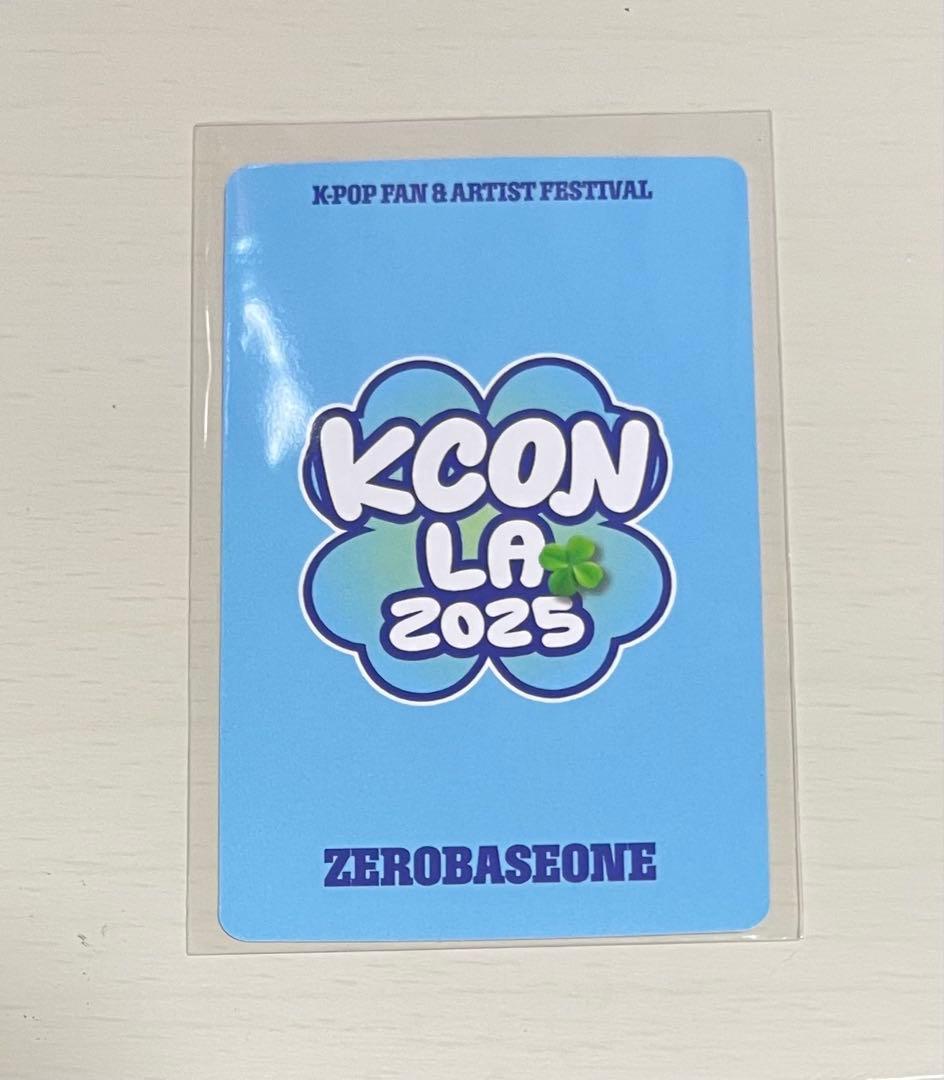 K-POP FAN & ARTIST FESTIVAL
KCON
LA
2025
ZEROBASEONE